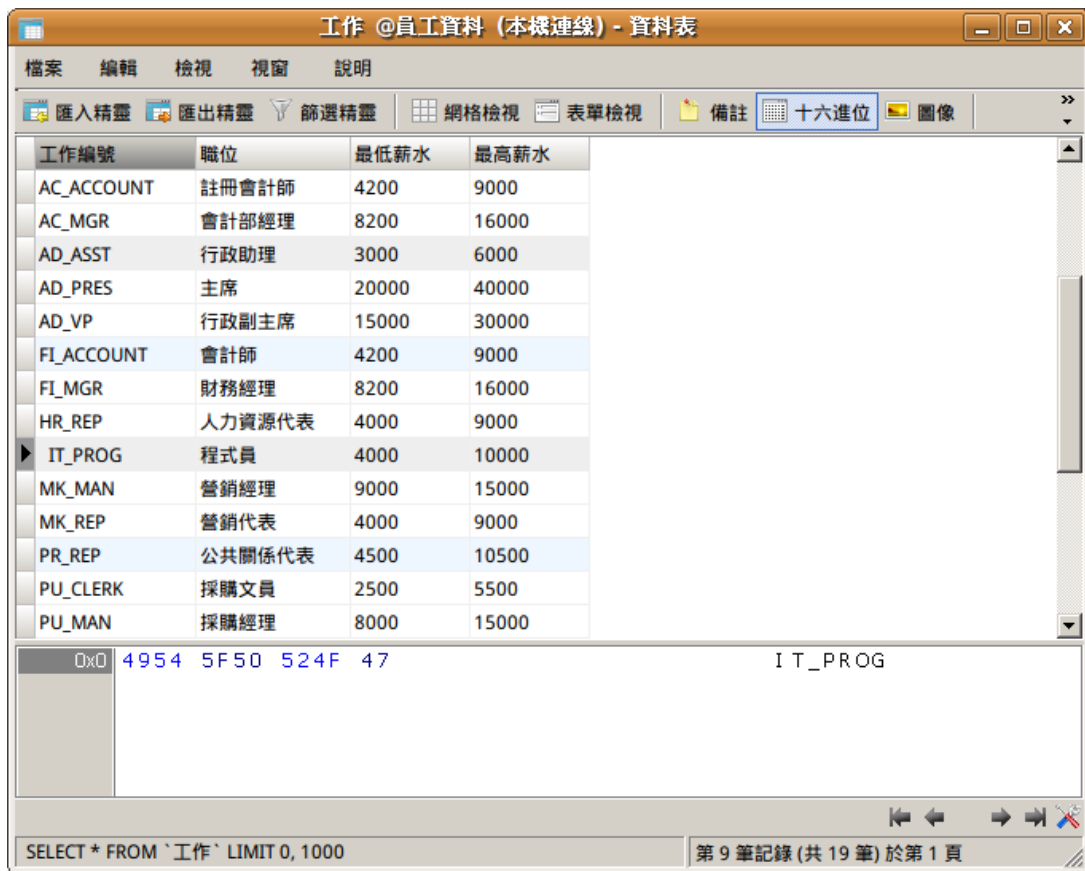 工作 @員工資料 (本機連線) - 資料表
檔案 編輯 檢視 視窗 說明
匯入精靈 匯出精靈 篩選精靈 網格檢視 表單檢視 備註 十六進位 圖像
工作編號 職位 最低薪水 最高薪水
AC_ACCOUNT 註冊會計師 4200 9000
AC_MGR 會計部經理 8200 16000
AD_ASST 行政助理 3000 6000
AD_PRES 主席 20000 40000
AD_VP 行政副主席 15000 30000
FI_ACCOUNT 會計師 4200 9000
FI_MGR 財務經理 8200 16000
HR_REP 人力資源代表 4000 9000
IT_PROG 程式員 4000 10000
MK_MAN 營銷經理 9000 15000
MK_REP 營銷代表 4000 9000
PR_REP 公共關係代表 4500 10500
PU_CLERK 採購文員 2500 5500
PU_MAN 採購經理 8000 15000
0x0 4954 5F50 524F 47 IT_PROG
SELECT * FROM `工作` LIMIT 0, 1000 第 9 筆記錄 (共 19 筆) 於第 1 頁